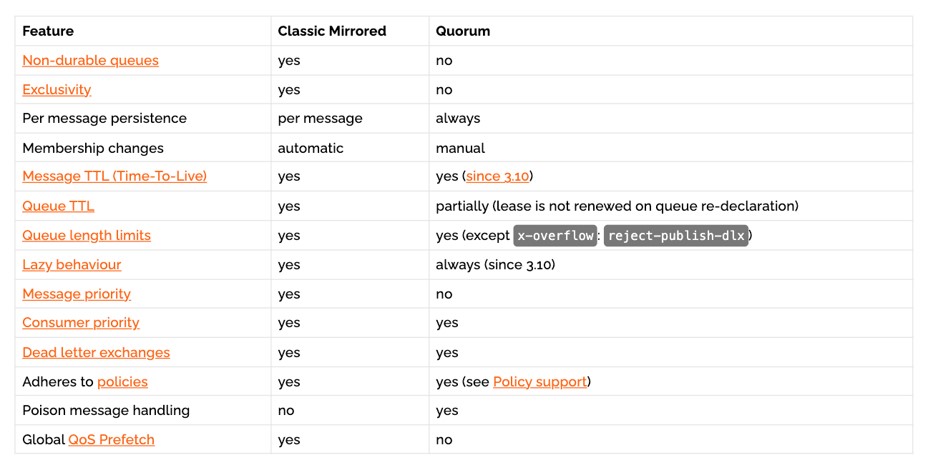 Feature Classic Mirrored Quorum
Non-durable queues yes no
Exclusivity yes no
Per message persistence per message always
Membership changes automatic manual
Message TTL (Time-To-Live) yes yes (since 3.10)
Queue TTL yes partially (lease is not renewed on queue re-declaration)
Queue length limits yes yes (except x-overflow: reject-publish-dlx)
Lazy behaviour yes always (since 3.10)
Message priority yes no
Consumer priority yes yes
Dead letter exchanges yes yes
Adheres to policies yes yes (see Policy support)
Poison message handling no yes
Global QoS Prefetch yes no